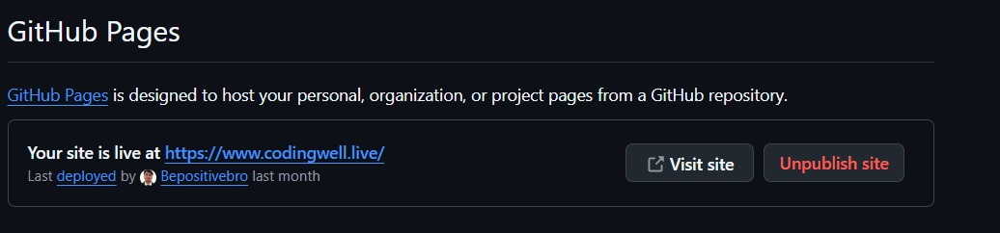 GitHub Pages
GitHub Pages is designed to host your personal, organization, or project pages from a GitHub repository.
Your site is live at https://www.codingwell.live/
Last deployed by Bepositivebro last month
Visit site
Unpublish site